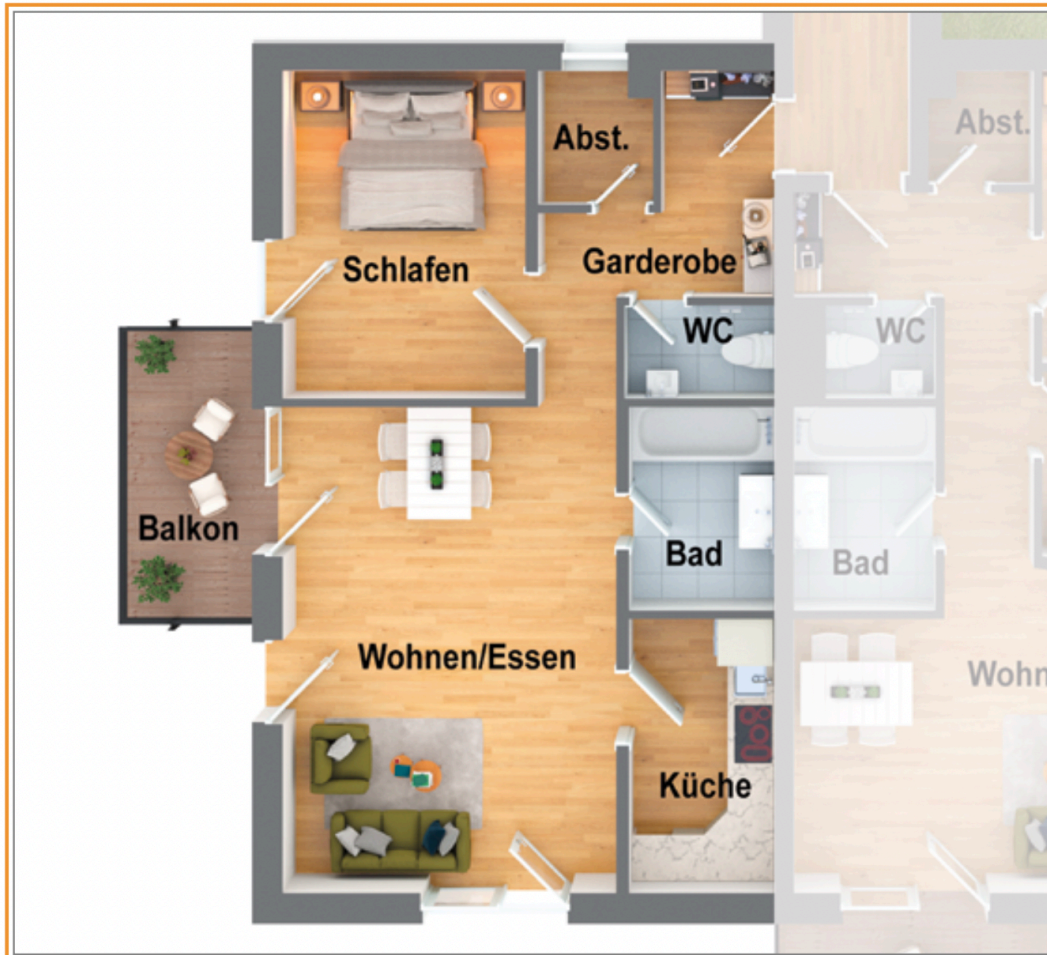 Abst.
Abst.
Schlafen
Garderobe
WC
WC
Balkon
Bad
Bad
Wohnen/Essen
Wohn
Küche